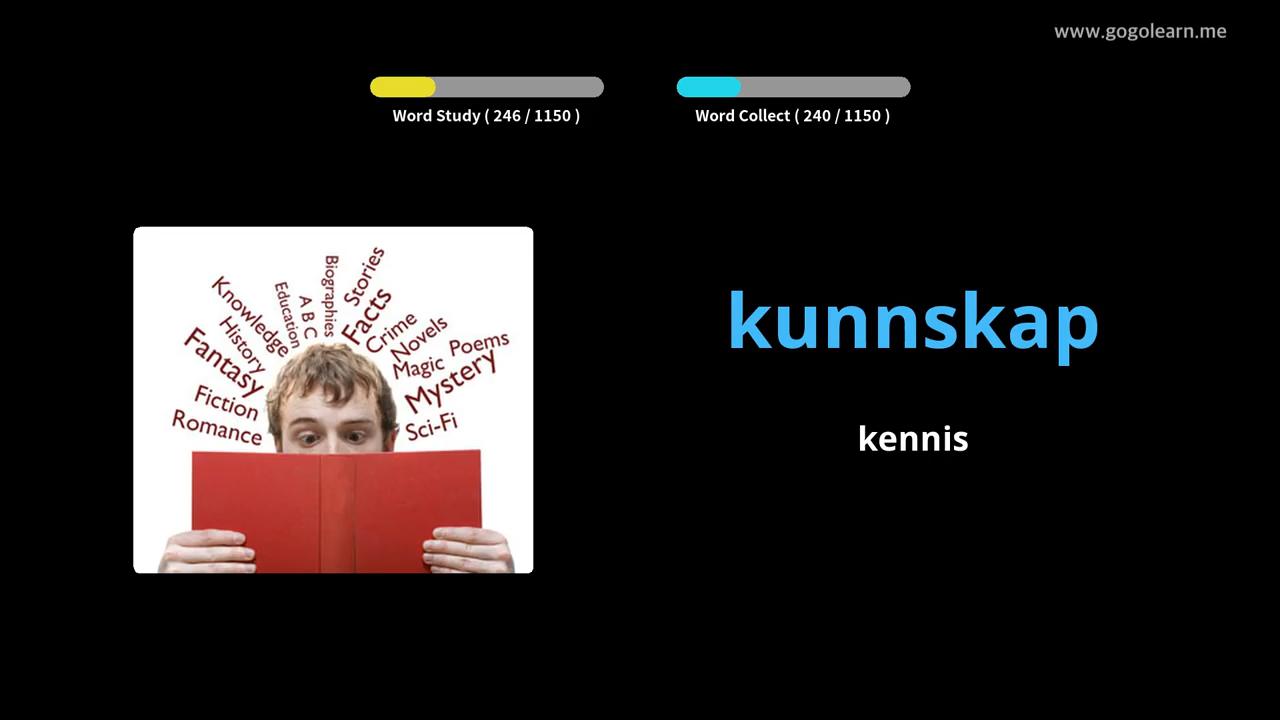 www.gogolearn.me
Word Study ( 246 / 1150 )
Word Collect ( 240 / 1150 )
Stories
Biographies
Knowledge
Education
A B C
Facts
History
Crime
Novels
Fantasy
Magic
Poems
Mystery
Fiction
Romance
Sci-Fi
kunnskap
kennis